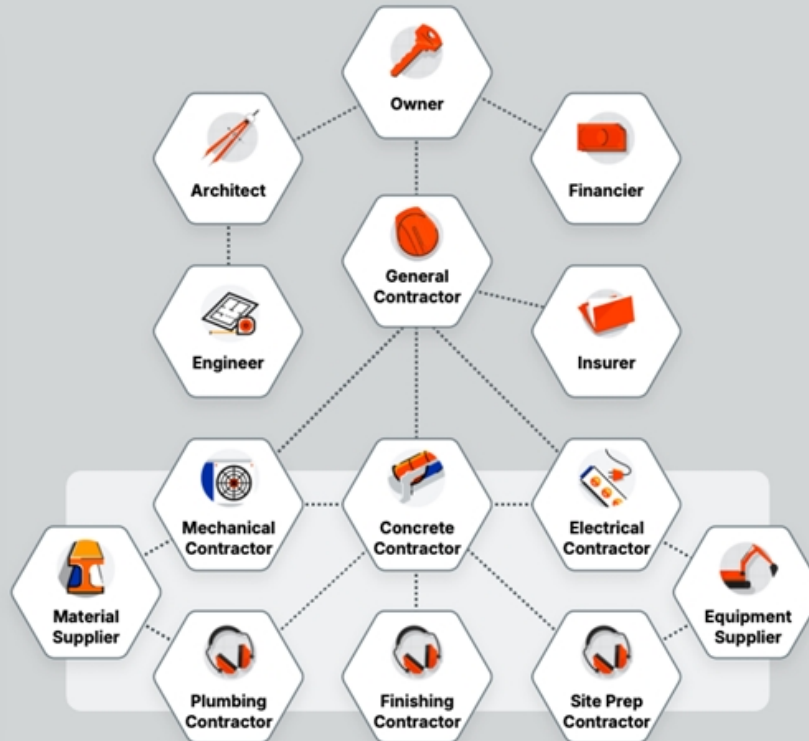 Owner
Architect
Financier
General
Contractor
Engineer
Insurer
Mechanical
Contractor
Concrete
Contractor
Electrical
Contractor
Material
Supplier
Equipment
Supplier
Plumbing
Contractor
Finishing
Contractor
Site Prep
Contractor